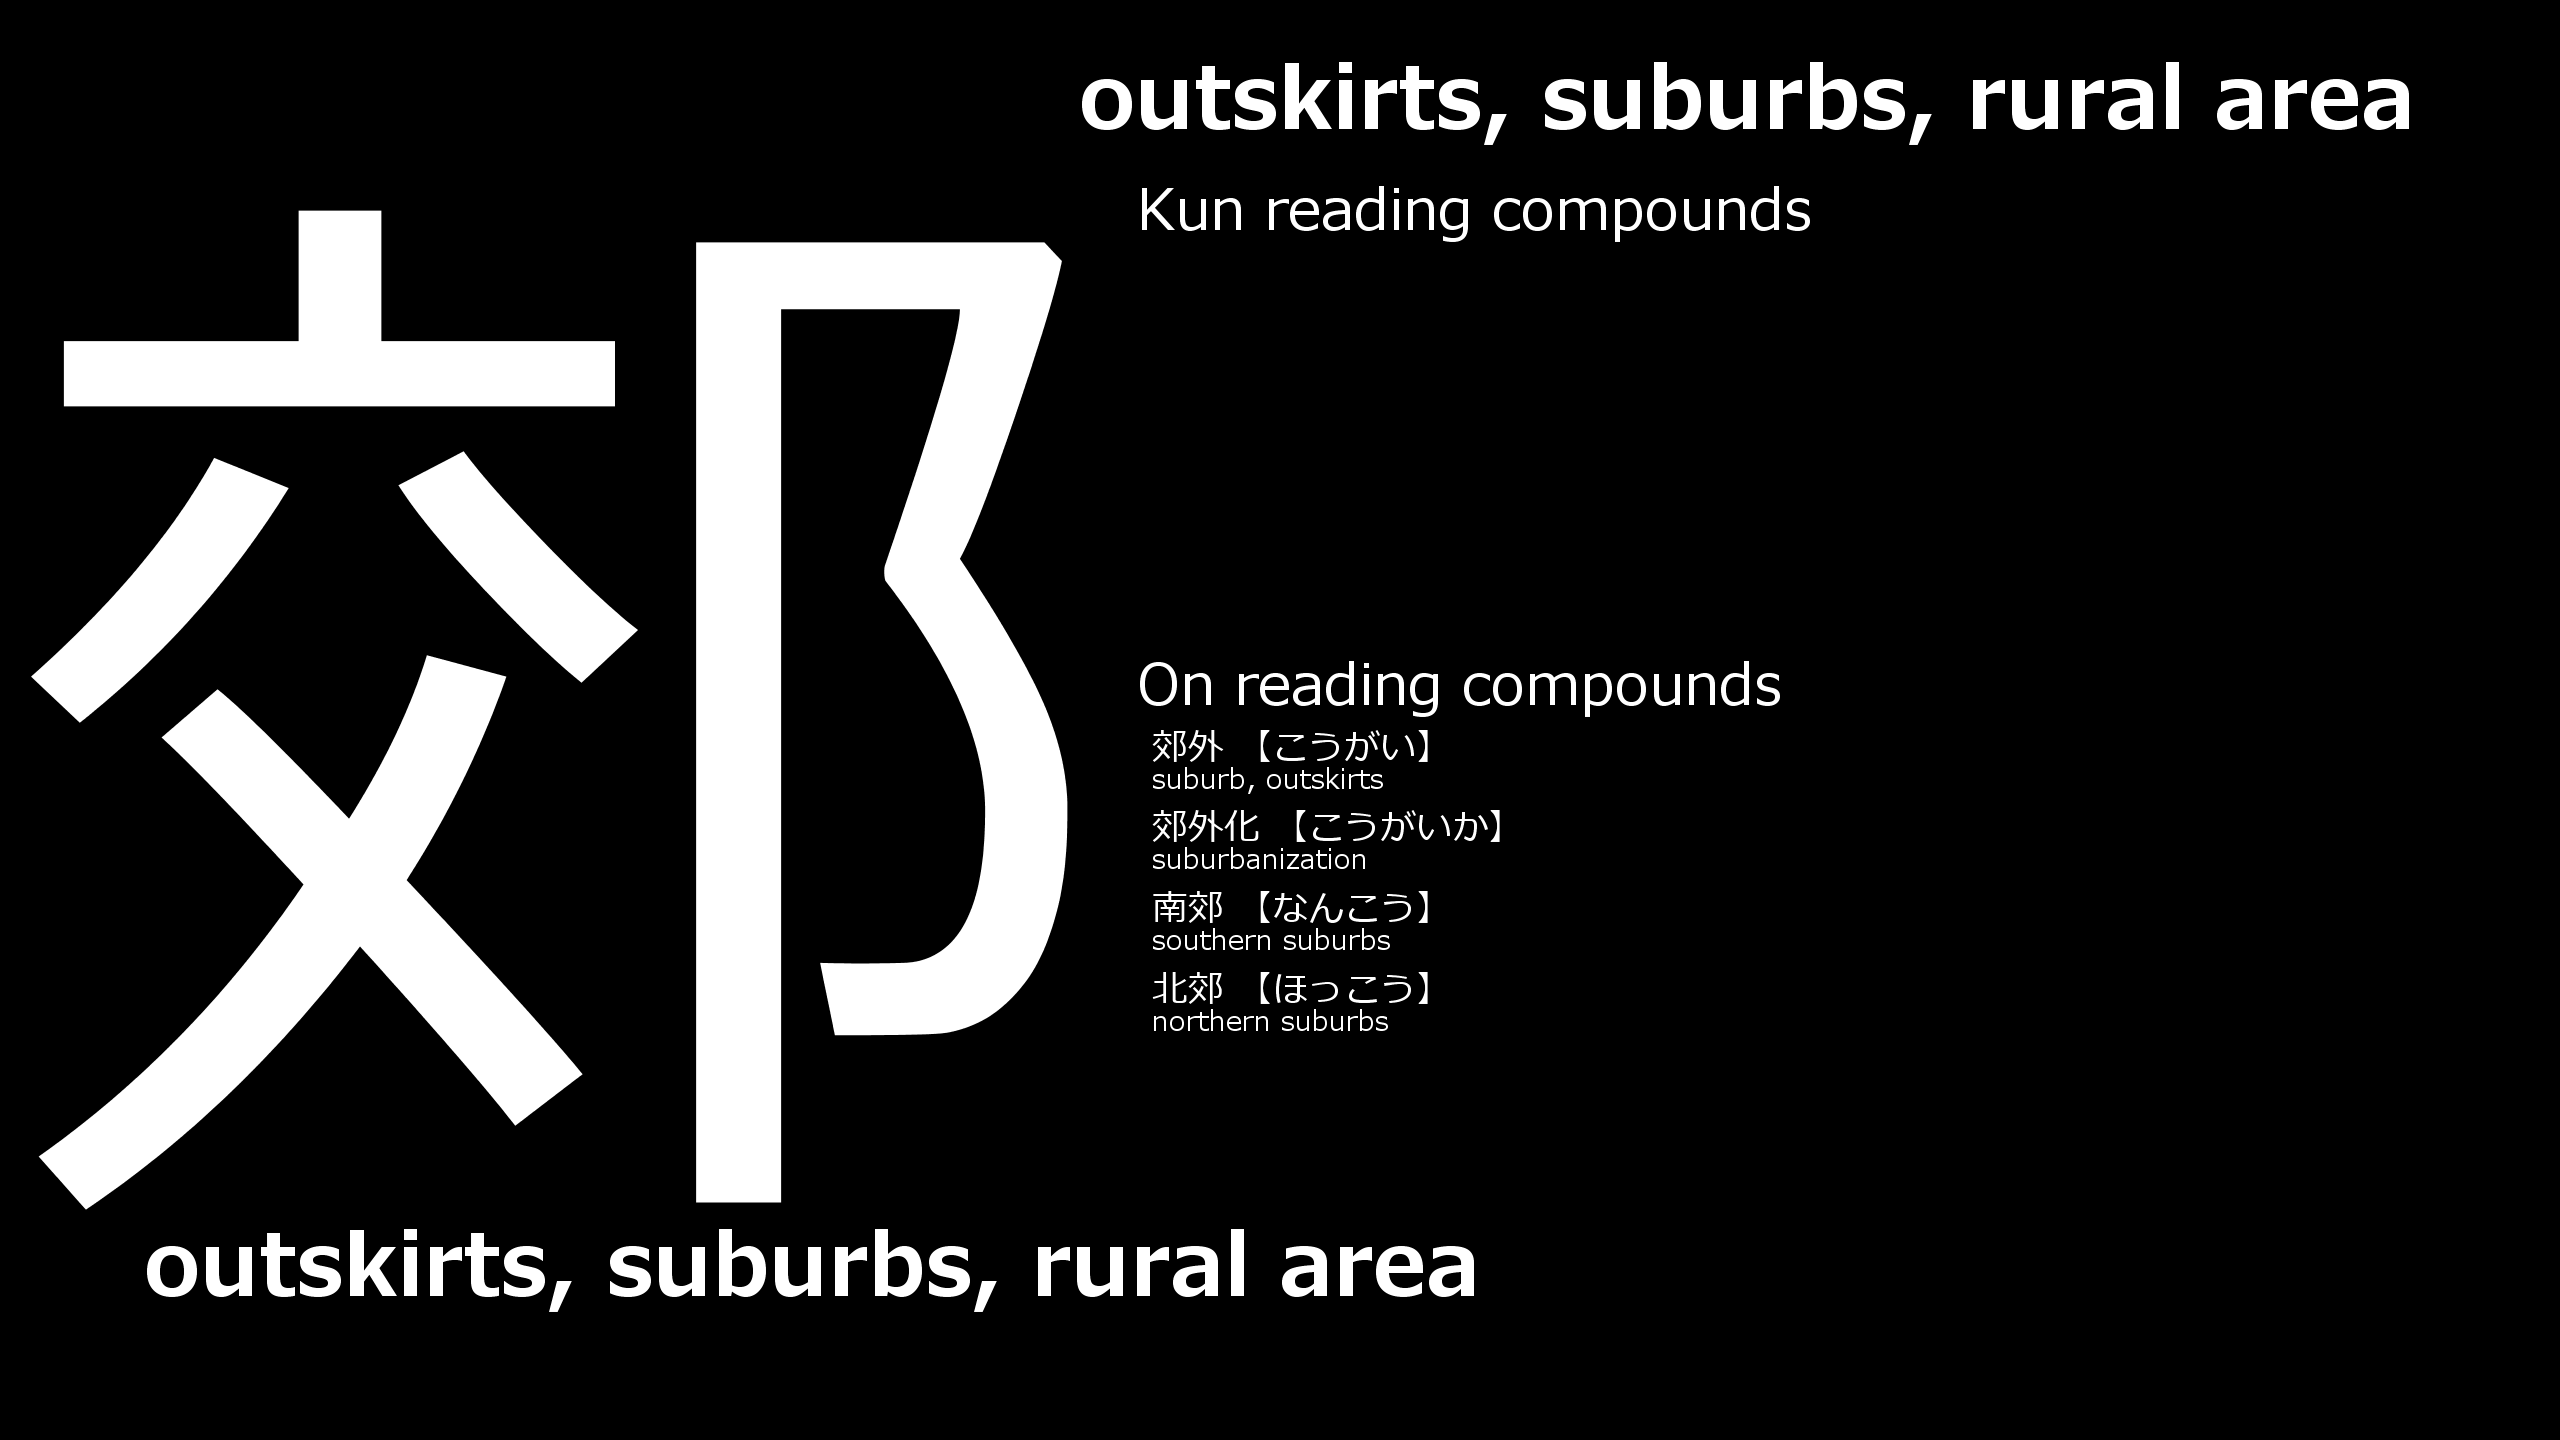 郊
outskirts, suburbs, rural area
Kun reading compounds
On reading compounds
郊外 【こうがい】
suburb, outskirts
郊外化 【こうがいか】
suburbanization
南郊 【なんこう】
southern suburbs
北郊 【ほっこう】
northern suburbs
outskirts, suburbs, rural area